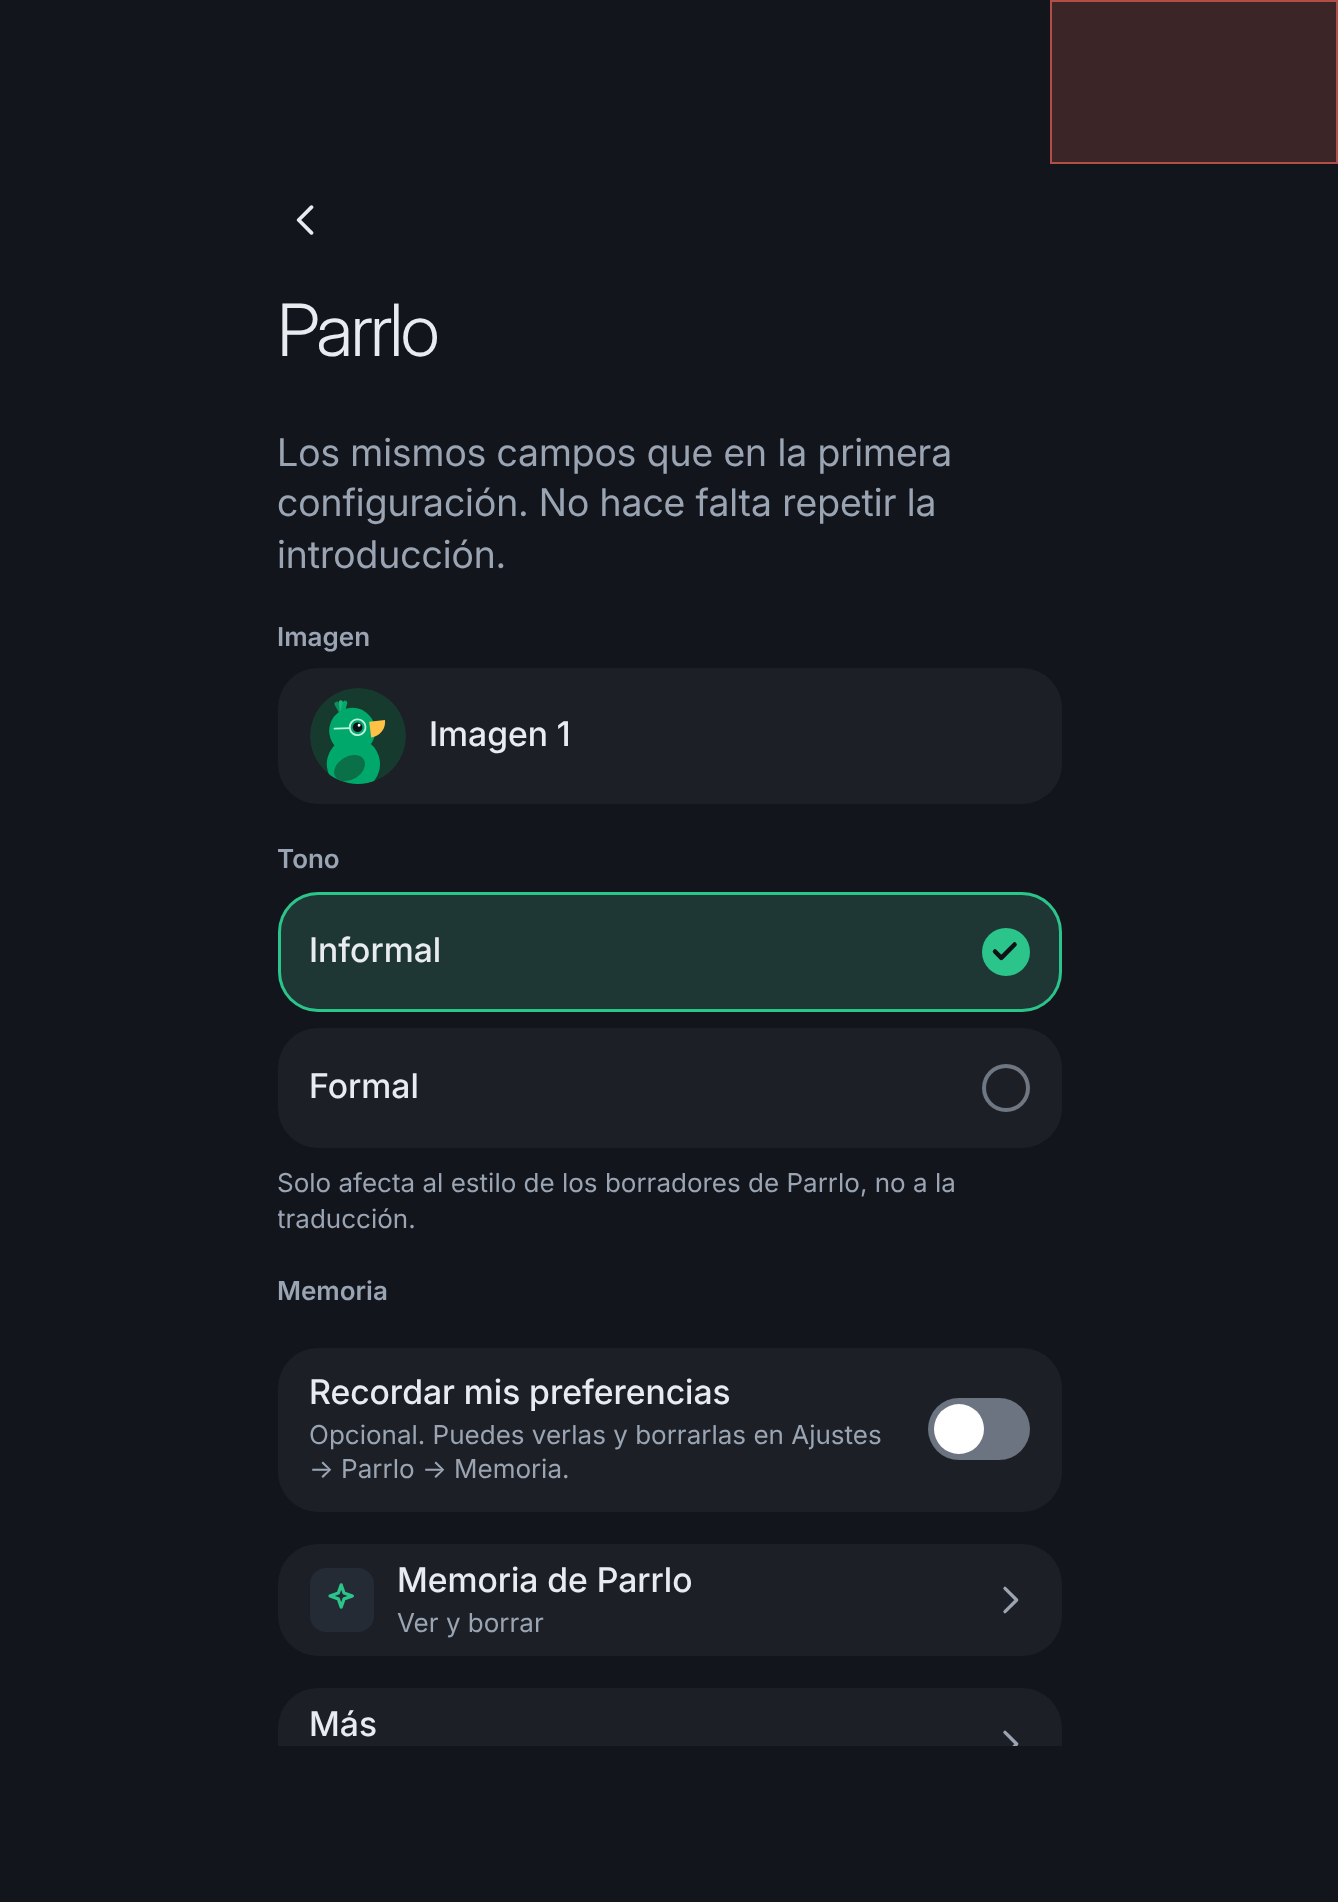 Parrlo
Los mismos campos que en la primera
configuración. No hace falta repetir la
introducción.
Imagen
Imagen 1
Tono
Informal
Formal
Solo afecta al estilo de los borradores de Parrlo, no a la
traducción.
Memoria
Recordar mis preferencias
Opcional. Puedes verlas y borrarlas en Ajustes
→ Parrlo → Memoria.
Memoria de Parrlo
Ver y borrar
Más